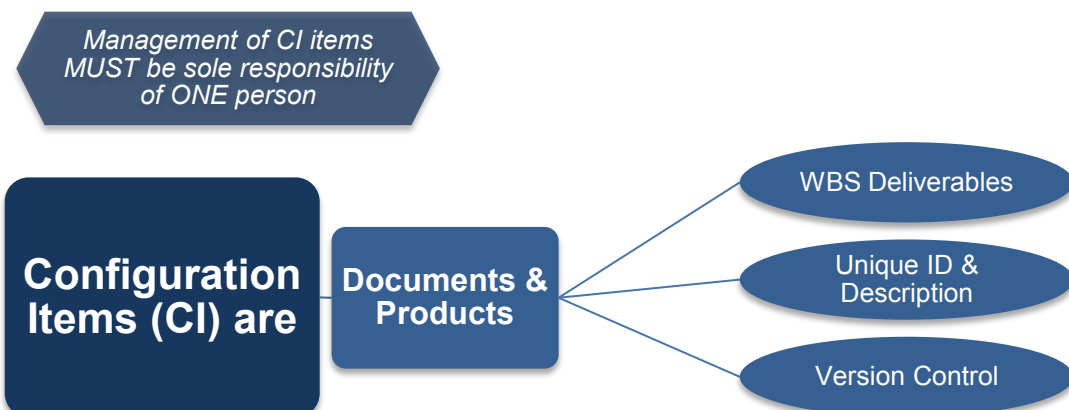 Management of CI items
MUST be sole responsibility
of ONE person
Configuration
Items (CI) are
Documents &
Products
WBS Deliverables
Unique ID &
Description
Version Control